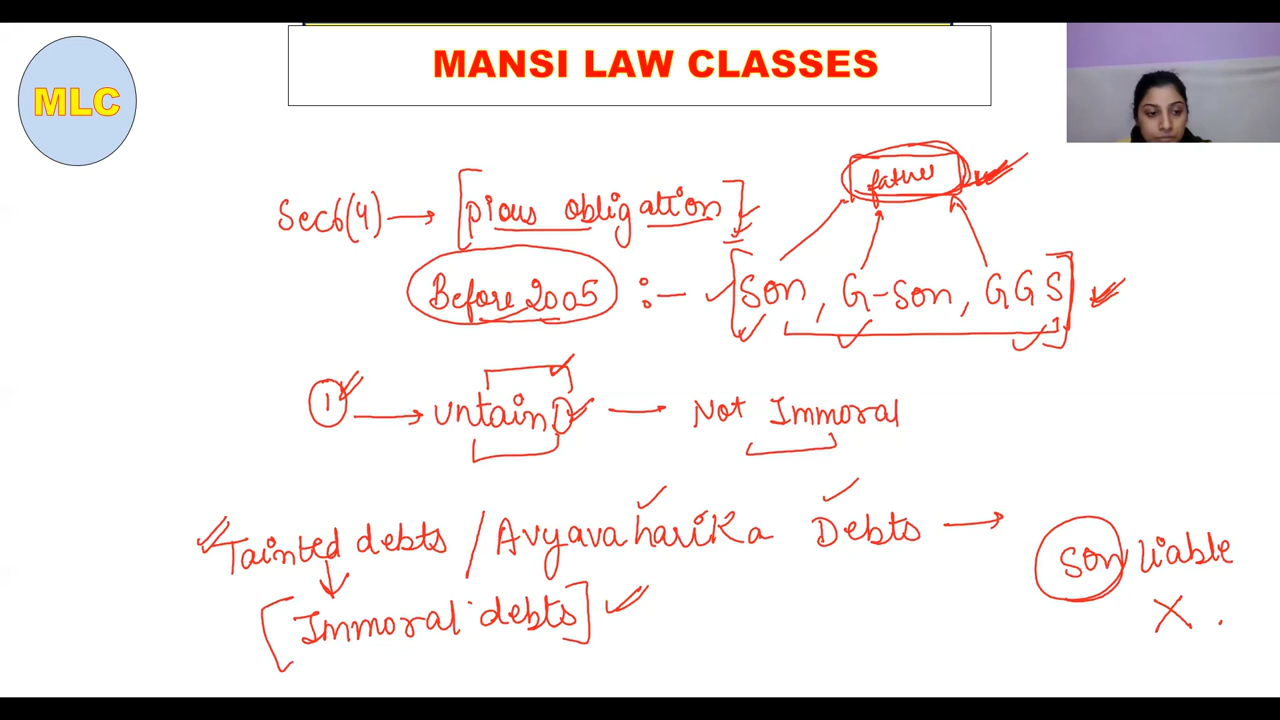 MANSI LAW CLASSES
MLC
father
Sec6(4) → [pious obligation]
Before 2005 :- [Son, G-Son, GGS]
① → untainD → Not Immoral
Tainted debts / Avyavaharika Debts → Son liable
[Immoral debts] X